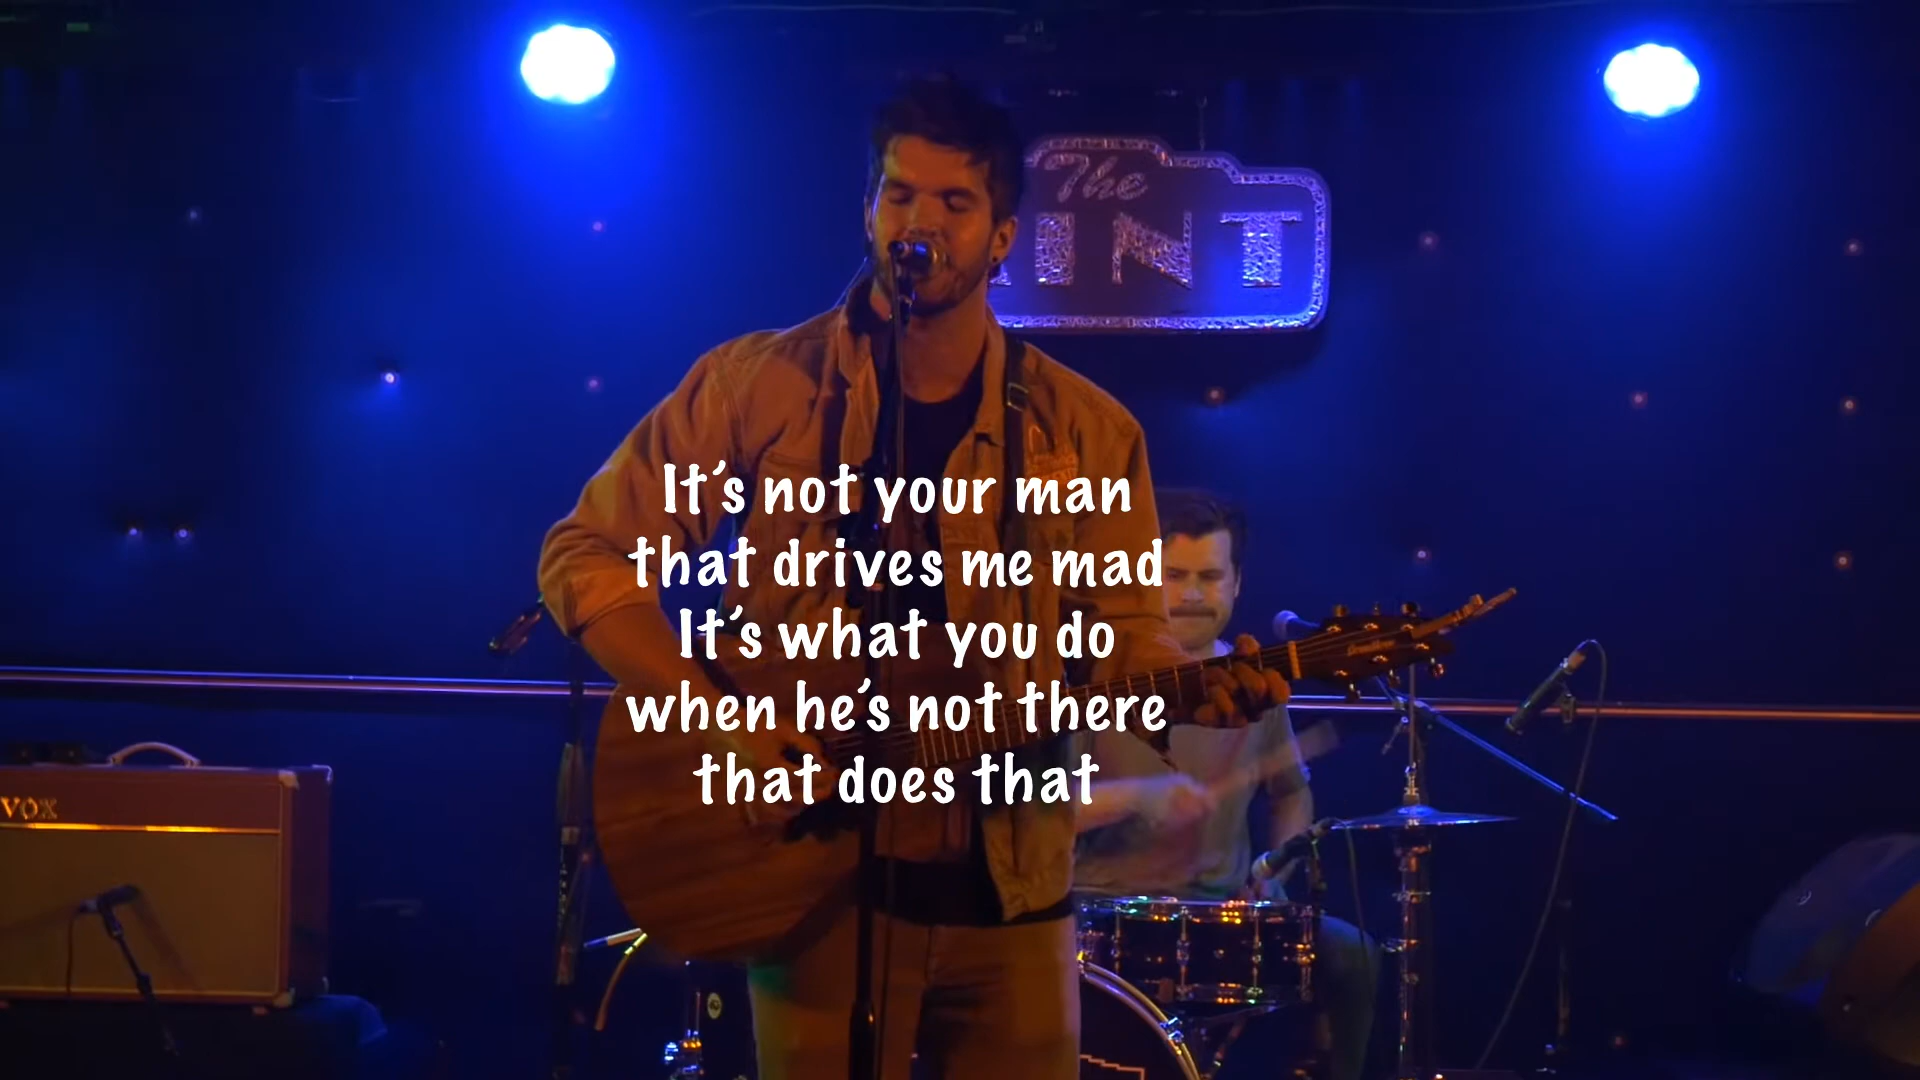 The
INT
It's not your man
that drives me mad
It's what you do
when he's not there
that does that
VOX